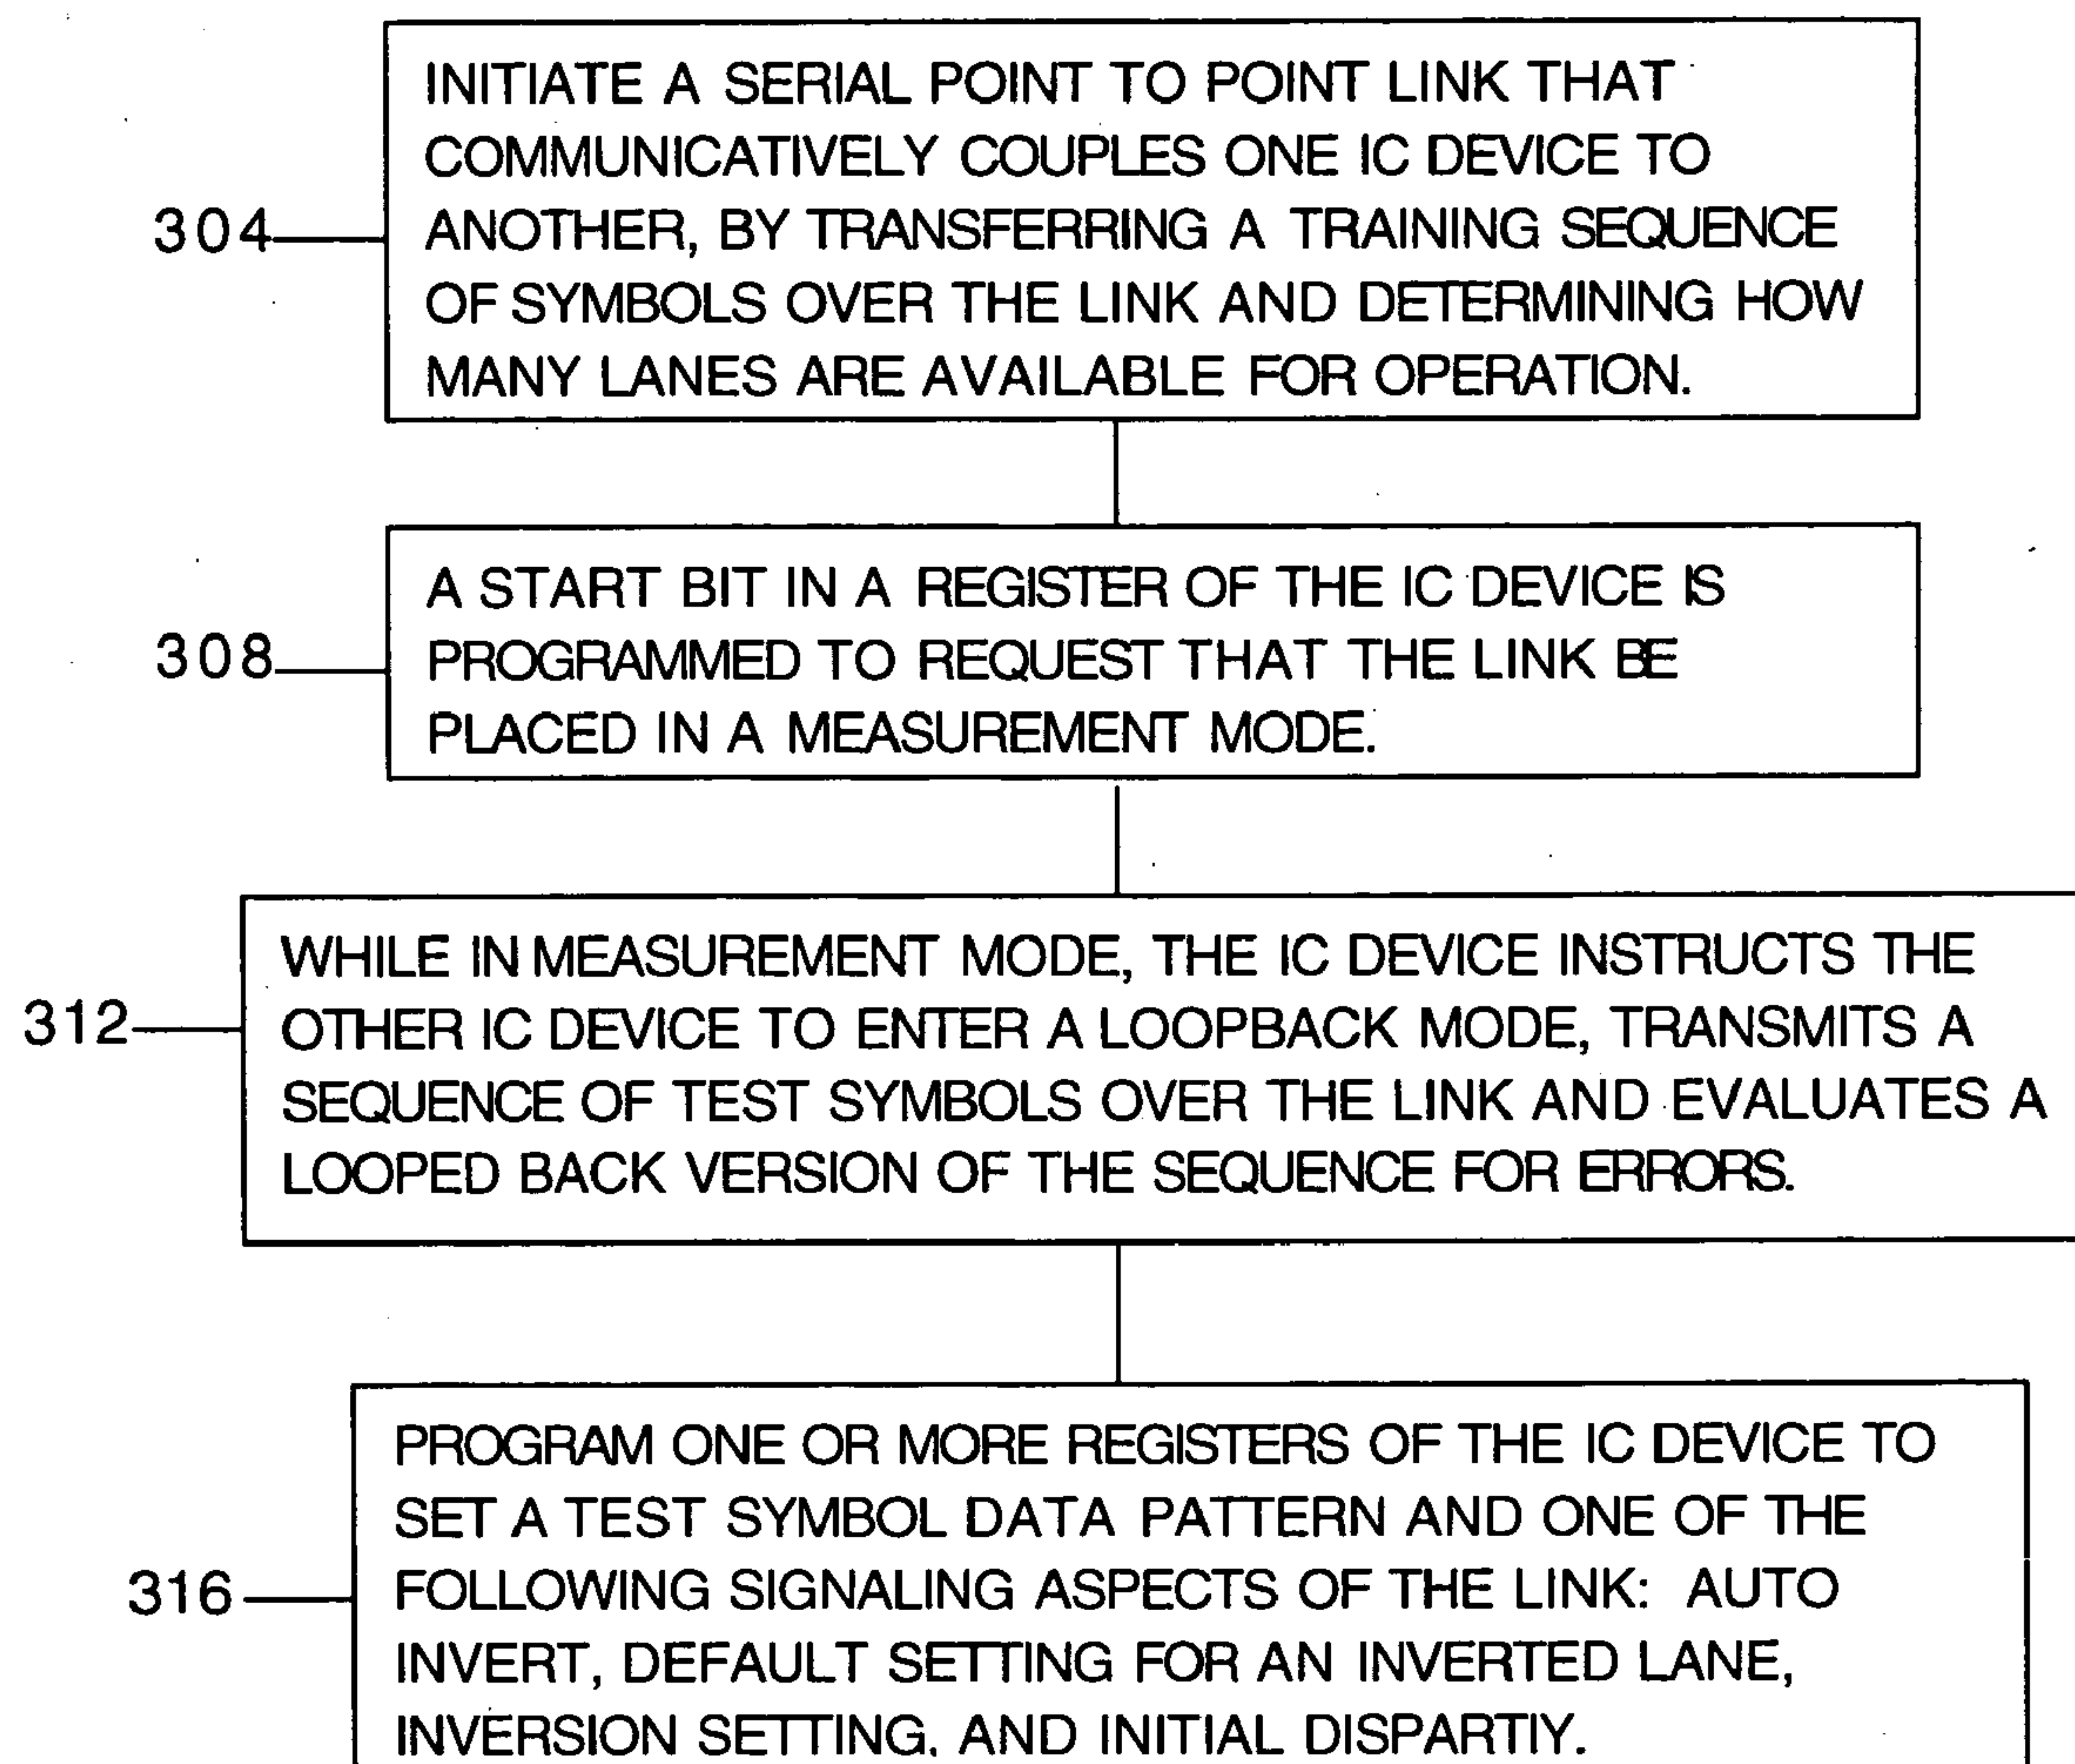 INITIATE A SERIAL POINT TO POINT LINK THAT
COMMUNICATIVELY COUPLES ONE IC DEVICE TO
304
ANOTHER, BY TRANSFERRING A TRAINING SEQUENCE
OF SYMBOLS OVER THE LINK AND DETERMINING HOW
MANY LANES ARE AVAILABLE FOR OPERATION.
A START BIT IN A REGISTER OF THE IC DEVICE IS
308
PROGRAMMED TO REQUEST THAT THE LINK BE
PLACED IN A MEASUREMENT MODE.
WHILE IN MEASUREMENT MODE, THE IC DEVICE INSTRUCTS THE
312
OTHER IC DEVICE TO ENTER A LOOPBACK MODE, TRANSMITS A
SEQUENCE OF TEST SYMBOLS OVER THE LINK AND EVALUATES A
LOOPED BACK VERSION OF THE SEQUENCE FOR ERRORS.
PROGRAM ONE OR MORE REGISTERS OF THE IC DEVICE TO
SET A TEST SYMBOL DATA PATTERN AND ONE OF THE
316
FOLLOWING SIGNALING ASPECTS OF THE LINK: AUTO
INVERT, DEFAULT SETTING FOR AN INVERTED LANE,
INVERSION SETTING, AND INITIAL DISPARTIY.